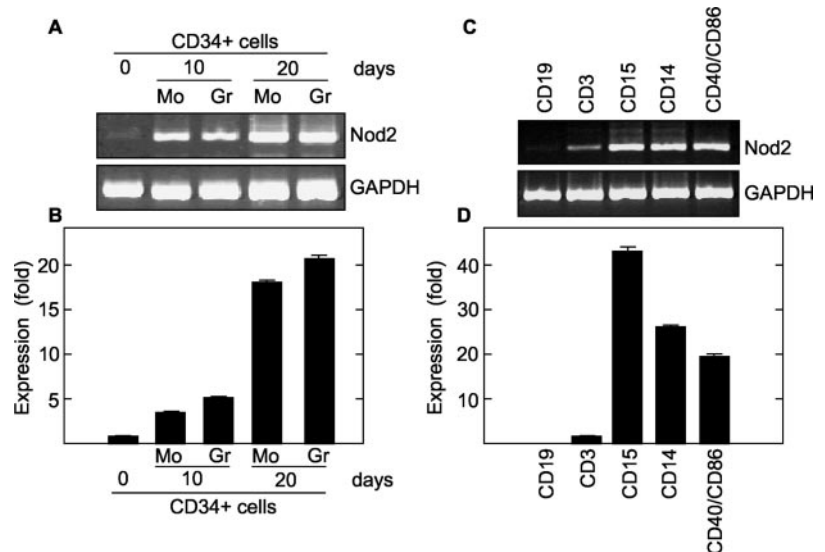 A
CD34+ cells
0 10 20 days
Mo Gr Mo Gr
Nod2
GAPDH
B
Expression (fold)
20
15
10
5
Mo Gr Mo Gr
0 10 20 days
CD34+ cells
C
CD19 CD3 CD15 CD14 CD40/CD86
Nod2
GAPDH
D
Expression (fold)
40
30
20
10
CD19 CD3 CD15 CD14 CD40/CD86